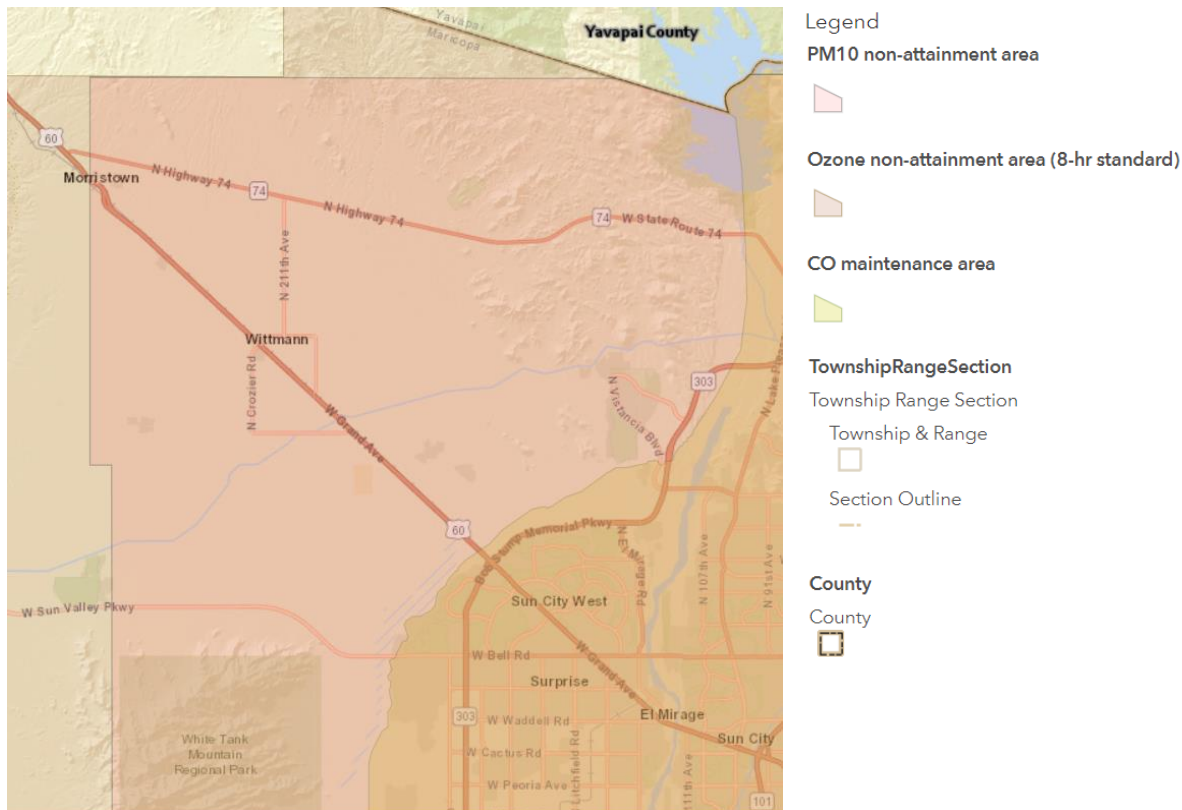 Yavapai
Maricopa
Yavapai County
60
Morristown
N Highway 74
74
N Highway 74
74
W State Route 74
N 211th Ave
Wittmann
N Crozier Rd
W Grand Ave
N Vistancia Blvd
303
N Lake
60
Bob Stump Memorial Pkwy
N El Mirage Rd
N 107th Ave
N 91st Ave
Sun City West
W Sun Valley Pkwy
W Bell Rd
W Grand Ave
Surprise
303
W Waddell Rd
El Mirage
Sun City
White Tank
Mountain
Regional Park
W Cactus Rd
Litchfield Rd
W Peoria Ave
111th Ave
101
Legend
PM10 non-attainment area
Ozone non-attainment area (8-hr standard)
CO maintenance area
TownshipRangeSection
Township Range Section
Township & Range
Section Outline
County
County